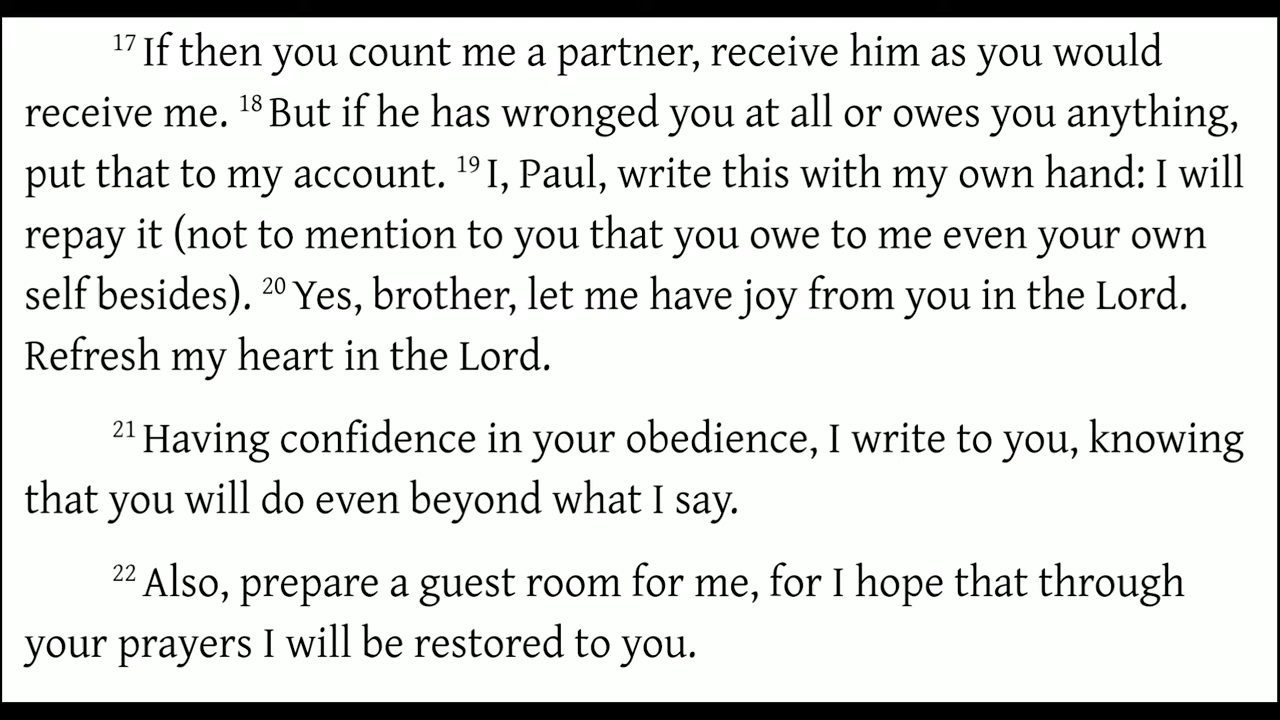 17 If then you count me a partner, receive him as you would
receive me. 18 But if he has wronged you at all or owes you anything,
put that to my account. 19 I, Paul, write this with my own hand: I will
repay it (not to mention to you that you owe to me even your own
self besides). 20 Yes, brother, let me have joy from you in the Lord.
Refresh my heart in the Lord.
21 Having confidence in your obedience, I write to you, knowing
that you will do even beyond what I say.
22 Also, prepare a guest room for me, for I hope that through
your prayers I will be restored to you.